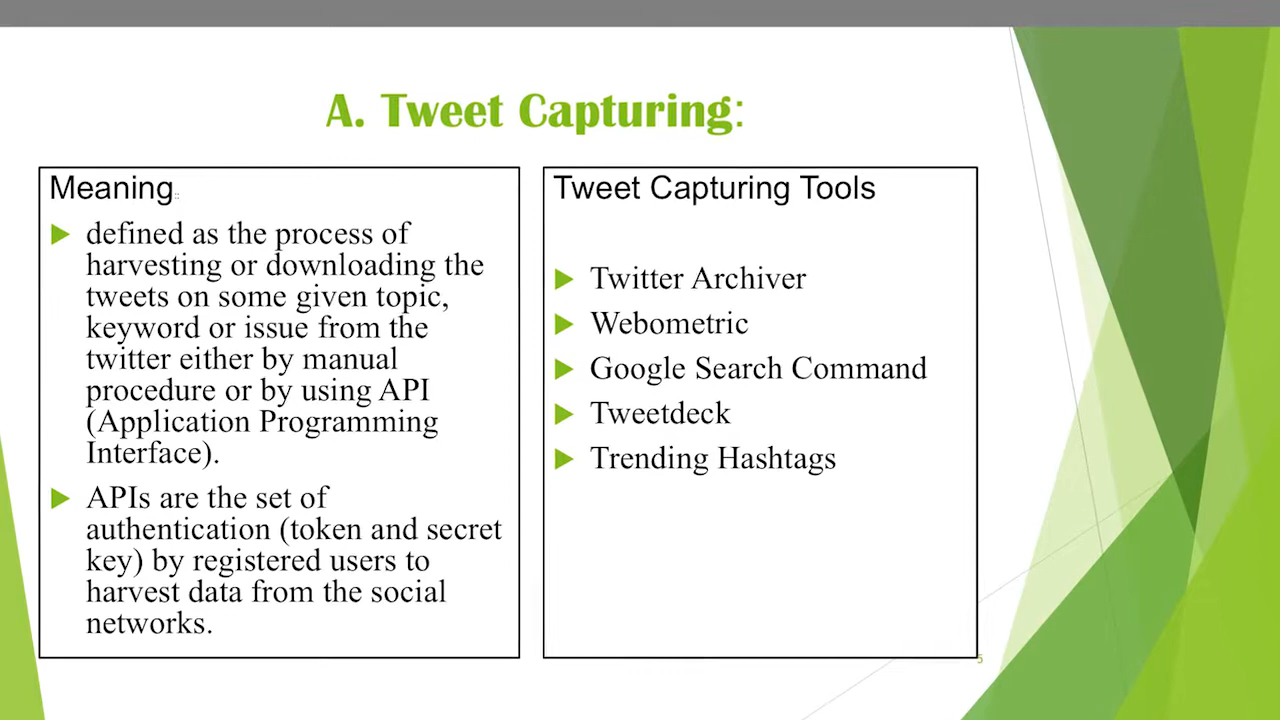 A. Tweet Capturing:
Meaning:
defined as the process of
harvesting or downloading the
tweets on some given topic,
keyword or issue from the
twitter either by manual
procedure or by using API
(Application Programming
Interface).
APIs are the set of
authentication (token and secret
key) by registered users to
harvest data from the social
networks.
Tweet Capturing Tools
Twitter Archiver
Webometric
Google Search Command
Tweetdeck
Trending Hashtags
5